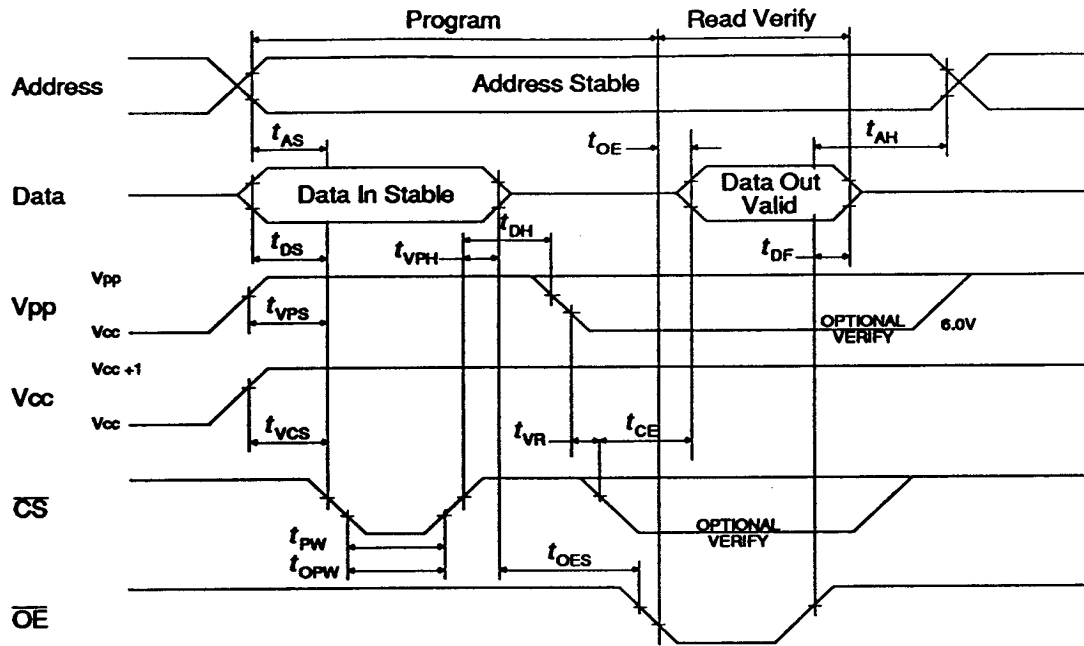 Program
Read Verify
Address
Address Stable
tAS
tOE
tAH
Data
Data In Stable
Data Out
Valid
tDS
tDH
tVPH
tDF
Vpp
Vpp
Vcc
tVPS
OPTIONAL
VERIFY
6.0V
Vcc
Vcc +1
Vcc
tVCS
tVR
tCE
CS
OPTIONAL
VERIFY
tPW
tOPW
tOES
OE